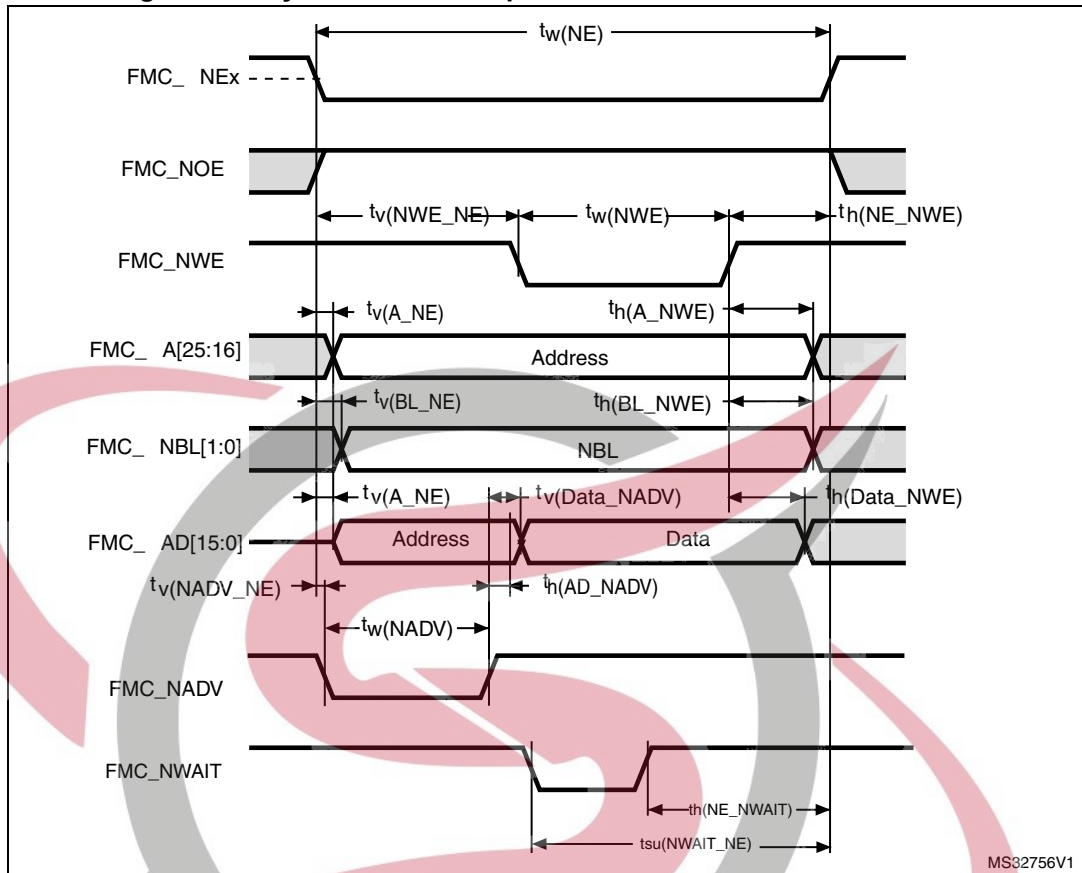 tw(NE)
FMC_ NEx
FMC_NOE
tv(NWE_NE)
tw(NWE)
th(NE_NWE)
FMC_NWE
tv(A_NE)
th(A_NWE)
FMC_ A[25:16]
Address
tv(BL_NE)
th(BL_NWE)
FMC_ NBL[1:0]
NBL
tv(A_NE)
tv(Data_NADV)
th(Data_NWE)
FMC_ AD[15:0]
Address
Data
tv(NADV_NE)
th(AD_NADV)
tw(NADV)
FMC_NADV
FMC_NWAIT
th(NE_NWAIT)
tsu(NWAIT_NE)
MS32756V1